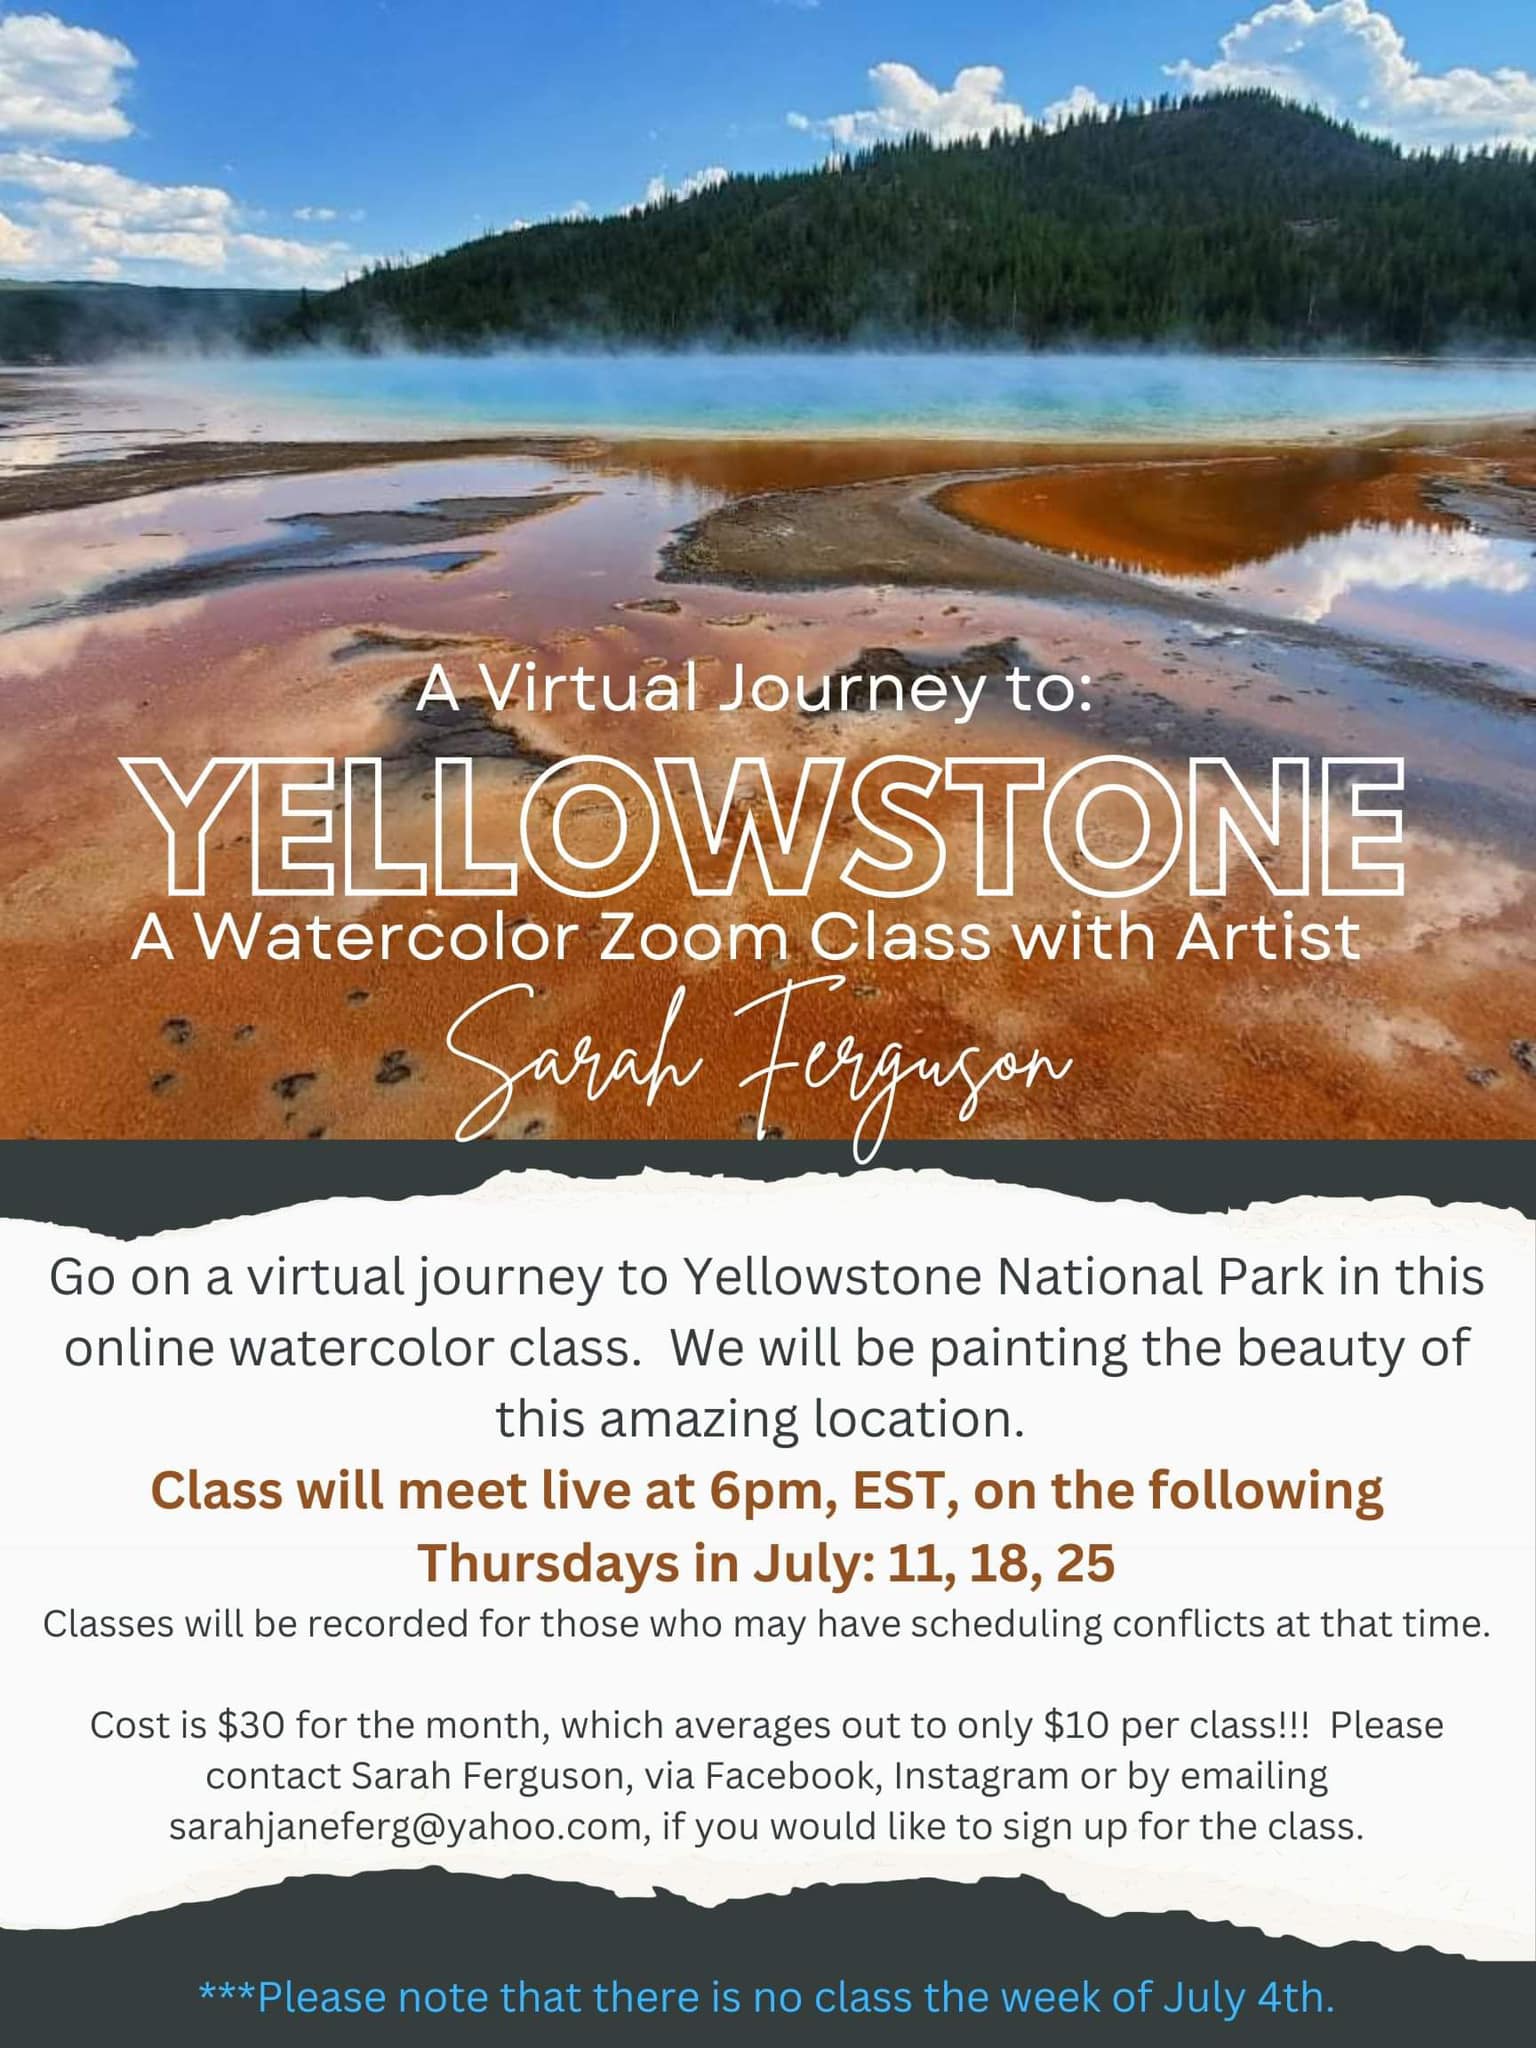 A Virtual Journey to:
YELLOWSTONE
A Watercolor Zoom Class with Artist
Sarah Ferguson
Go on a virtual journey to Yellowstone National Park in this
online watercolor class.  We will be painting the beauty of
this amazing location.
Class will meet live at 6pm, EST, on the following
Thursdays in July: 11, 18, 25
Classes will be recorded for those who may have scheduling conflicts at that time.
Cost is $30 for the month, which averages out to only $10 per class!!!  Please
contact Sarah Ferguson, via Facebook, Instagram or by emailing
sarahjaneferg@yahoo.com, if you would like to sign up for the class.
***Please note that there is no class the week of July 4th.